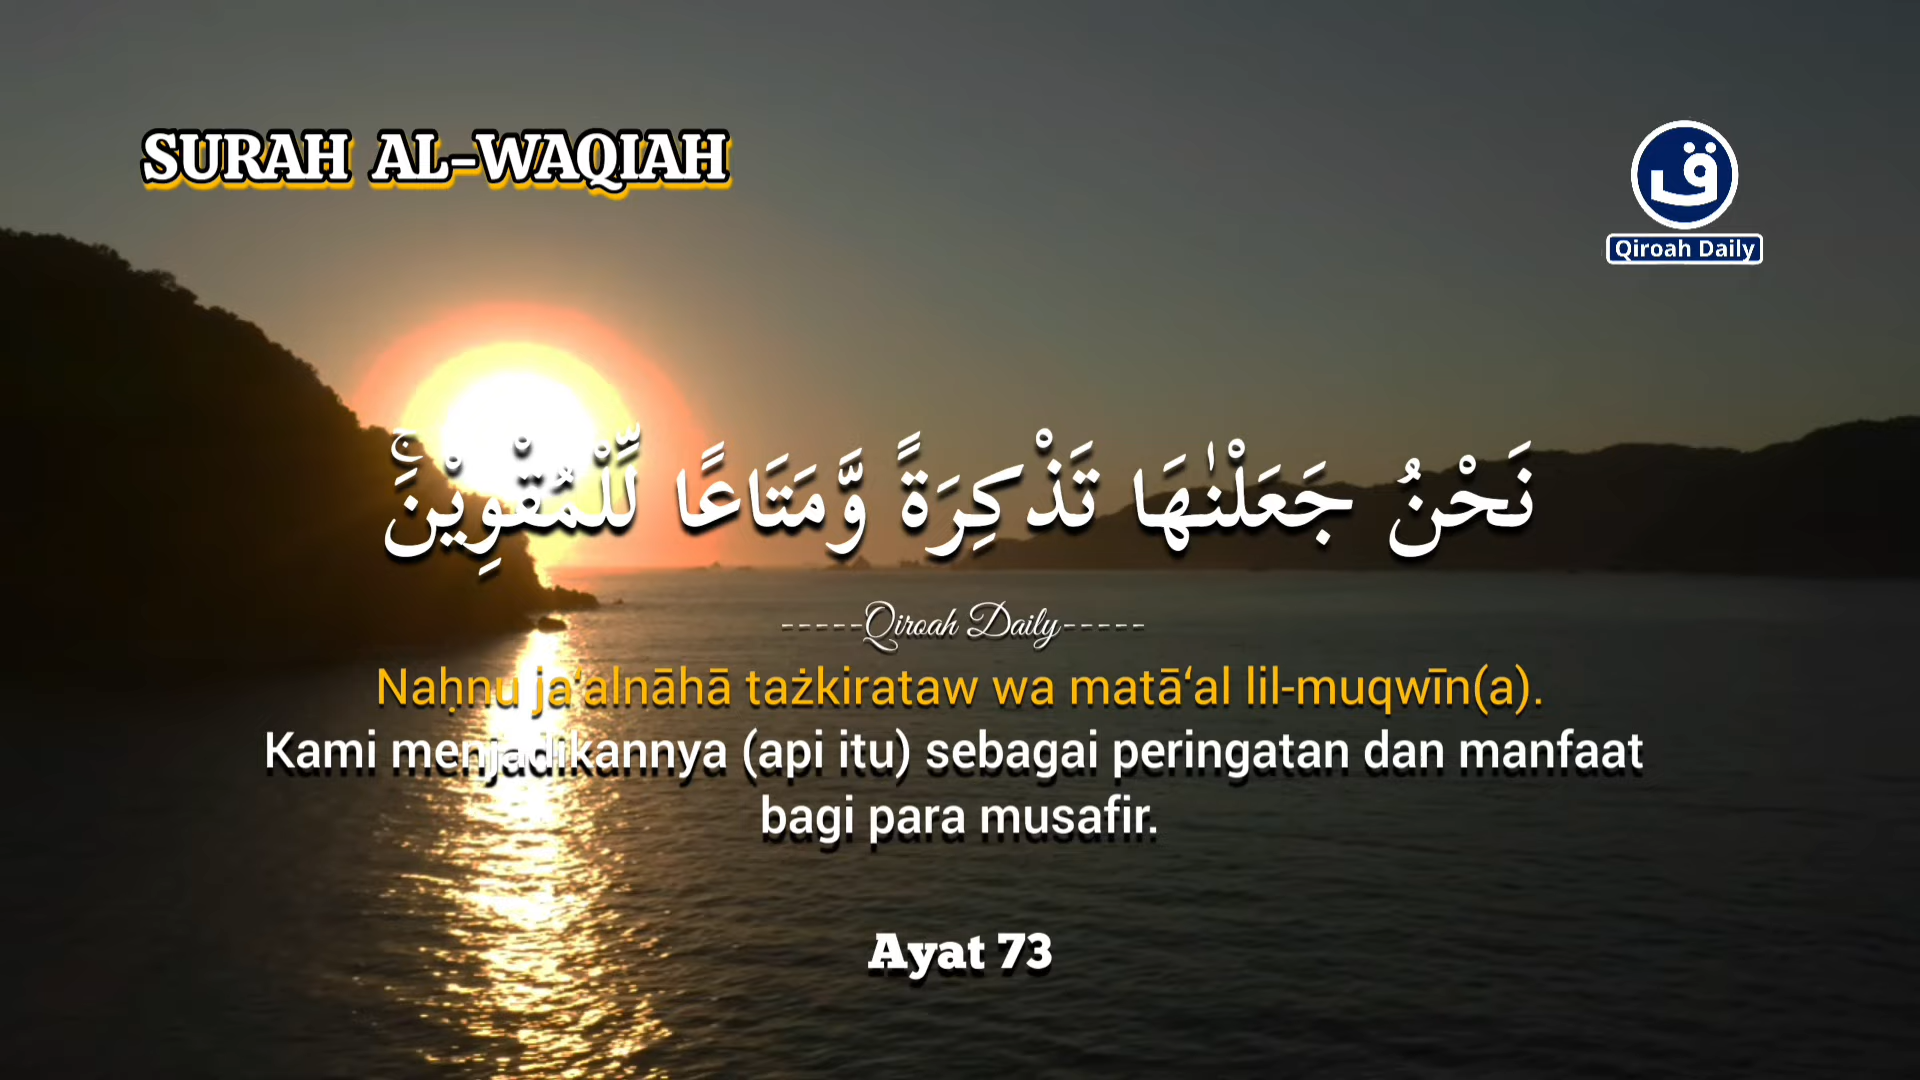 SURAH AL-WAQIAH
ق
Qiroah Daily
نَحْنُ جَعَلْنٰهَا تَذْكِرَةً وَّمَتَاعًا لِّلْمُقْوِيْنَۚ
-----Qiroah Daily-----
Naḥnu ja‘alnāhā tażkirataw wa matā‘al lil-muqwīn(a).
Kami menjadikannya (api itu) sebagai peringatan dan manfaat
bagi para musafir.
Ayat 73